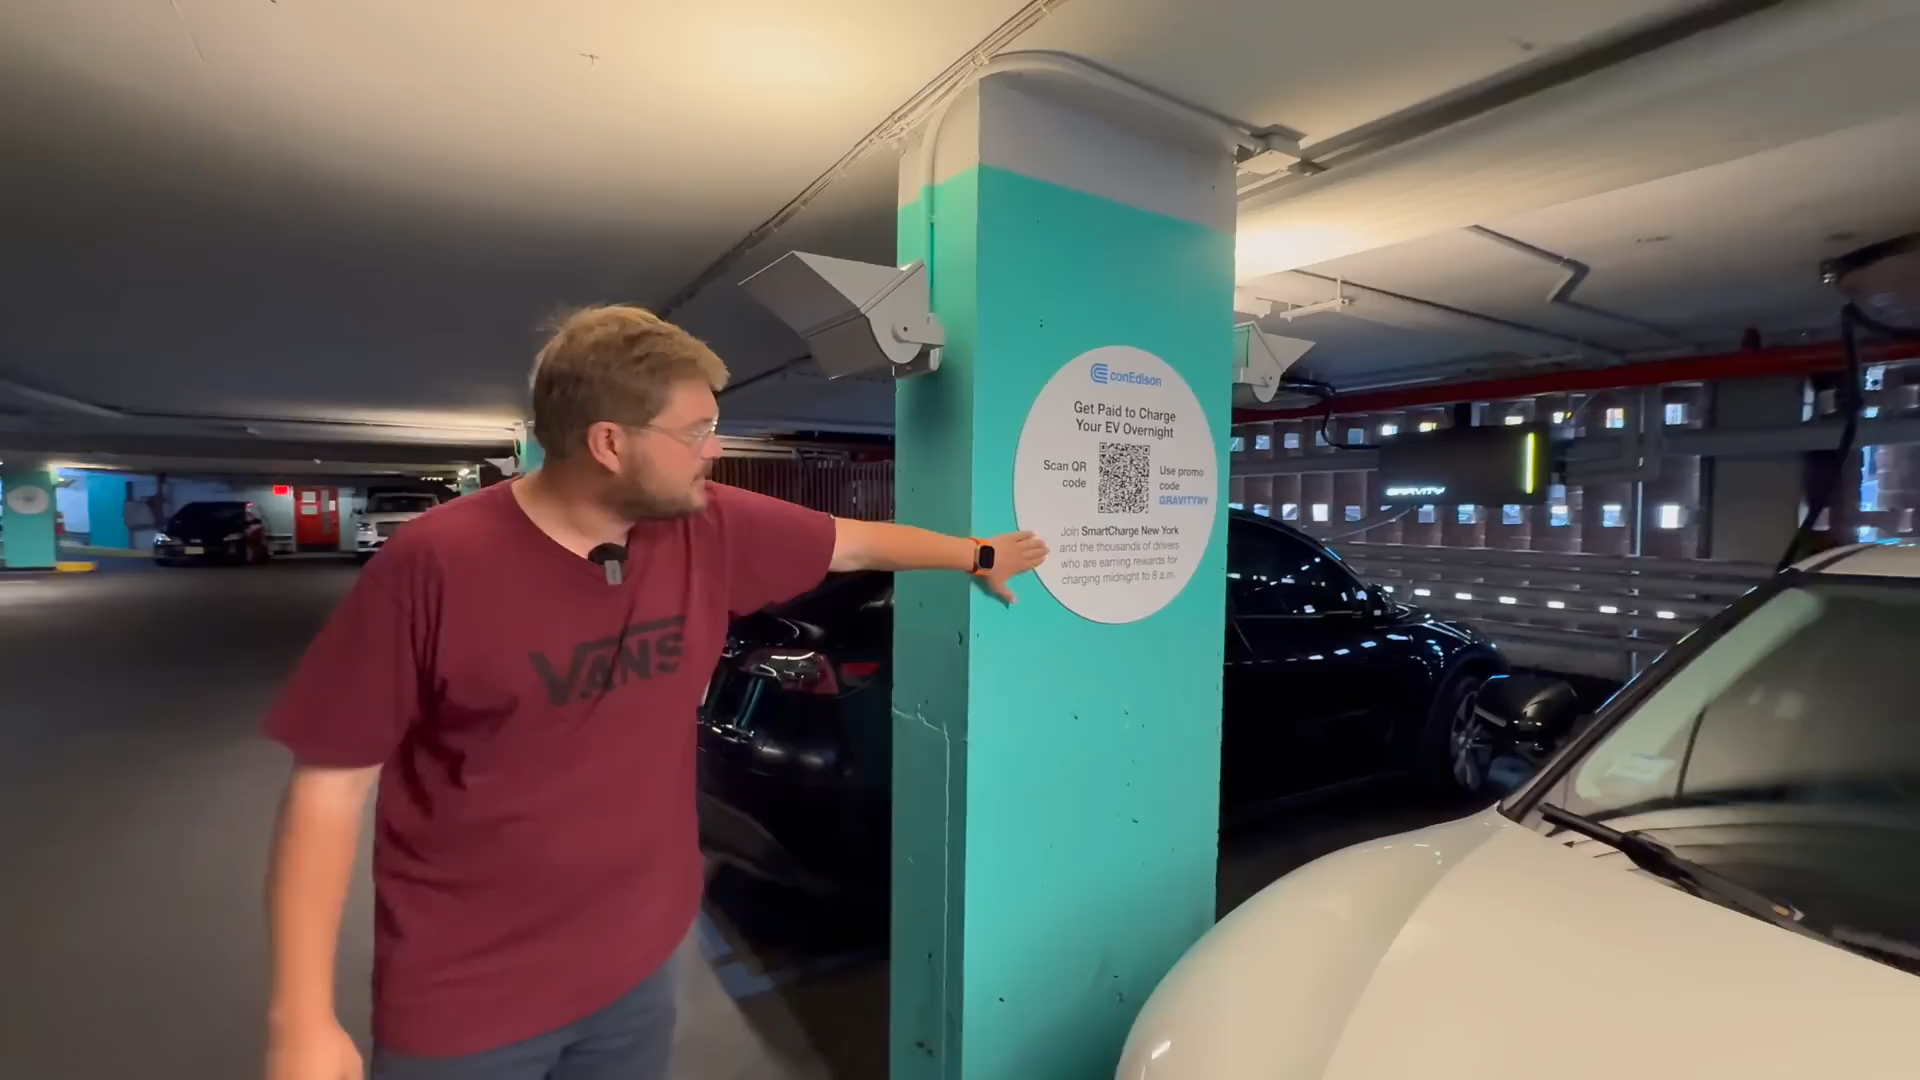 conEdison
Get Paid to Charge
Your EV Overnight
Scan QR
code
Use promo
code
GRAVITYNY
Join SmartCharge New York
and the thousands of drivers
who are earning rewards for
charging midnight to 8 a.m.
VANS
GRAVITY